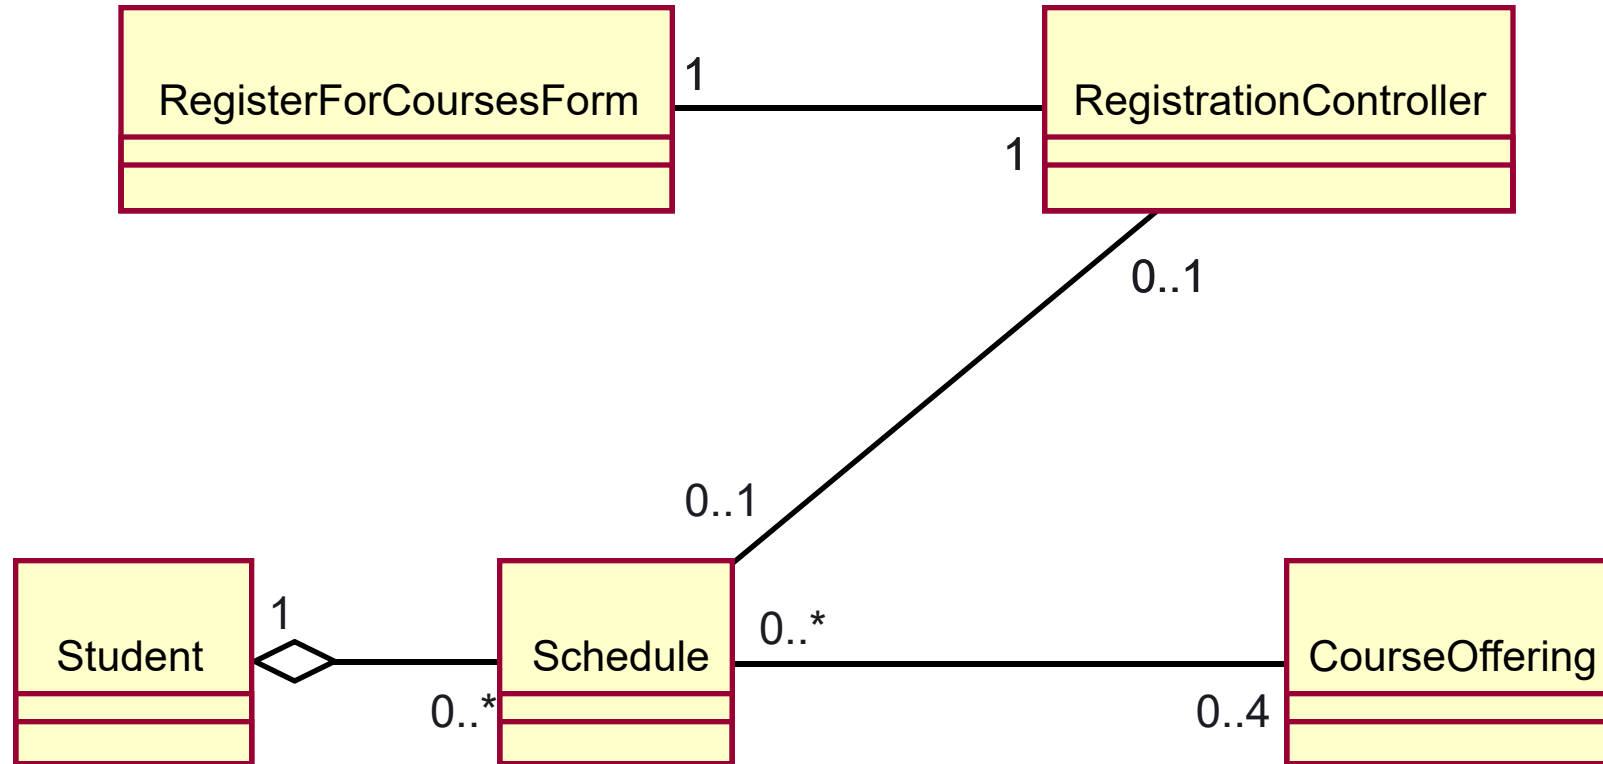 RegisterForCoursesForm
1
1
RegistrationController
0..1
0..1
Student
1
0..*
Schedule
0..*
0..4
CourseOffering